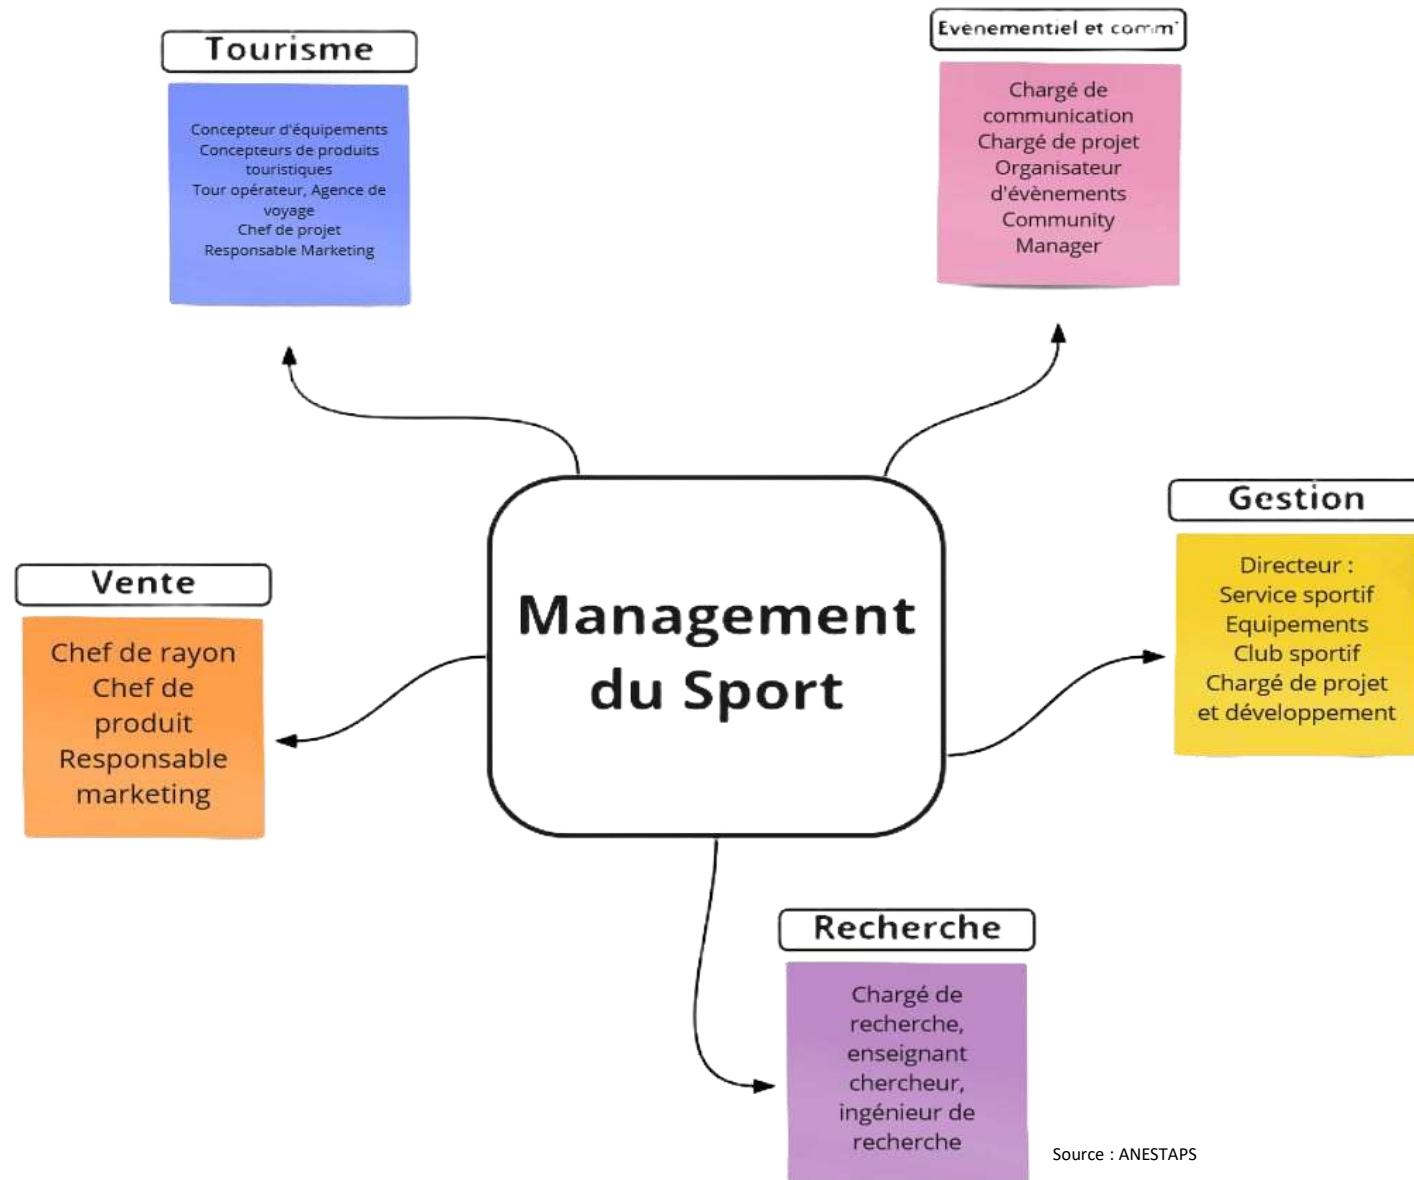 Tourisme
Concepteur d'équipements
Concepteurs de produits
touristiques
Tour opérateur, Agence de
voyage
Chef de projet
Responsable Marketing
Evènementiel et comm'
Chargé de
communication
Chargé de projet
Organisateur
d'évènements
Community
Manager
Management
du Sport
Gestion
Directeur :
Service sportif
Equipements
Club sportif
Chargé de projet
et développement
Vente
Chef de rayon
Chef de
produit
Responsable
marketing
Recherche
Chargé de
recherche,
enseignant
chercheur,
ingénieur de
recherche
Source : ANESTAPS